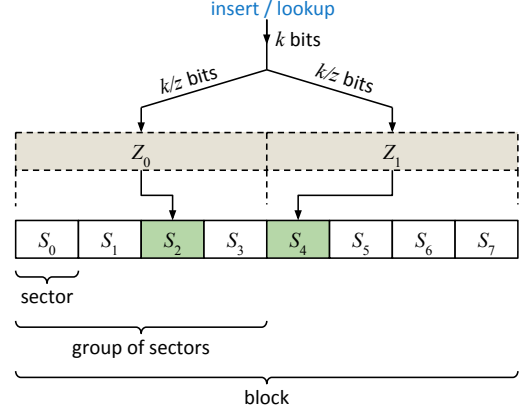 insert / lookup
k bits
k/z bits k/z bits
Z0 Z1
S0 S1 S2 S3 S4 S5 S6 S7
sector
group of sectors
block